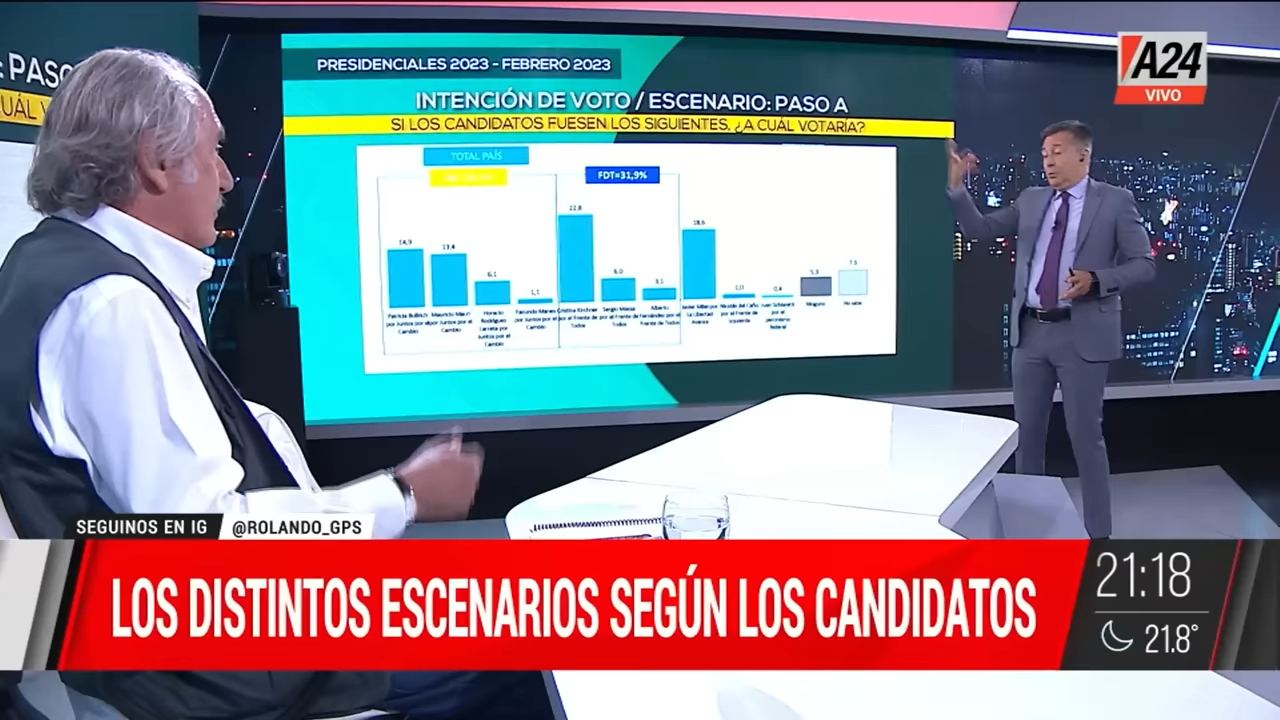 : PASO
UÁL V
PRESIDENCIALES 2023 - FEBRERO 2023
INTENCIÓN DE VOTO / ESCENARIO: PASO A
SI LOS CANDIDATOS FUESEN LOS SIGUIENTES, ¿A CUÁL VOTARÍA?
TOTAL PAÍS
FDT=31,9%
14,9
13,4
6,1
1,1
22,8
6,0
3,1
18,6
1,0
0,4
5,3
7,5
Patricia Bullrich por Juntos por el Cambio
Mauricio Macri por Juntos por el Cambio
Horacio Rodríguez Larreta por Juntos por el Cambio
Facundo Manes por Juntos por el Cambio
Cristina Kirchner por el Frente de Todos
Sergio Massa por el Frente de Todos
Alberto Fernández por el Frente de Todos
Javier Milei por La Libertad Avanza
Nicolás del Caño por el Frente de Izquierda
Juan Schiaretti por el peronismo federal
Ninguno
No sabe
A24
VIVO
SEGUINOS EN IG @ROLANDO_GPS
LOS DISTINTOS ESCENARIOS SEGÚN LOS CANDIDATOS
21:18
21.8°